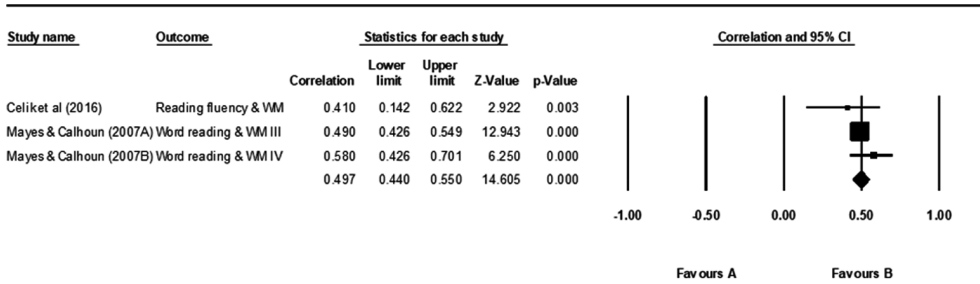 Study name Outcome Statistics for each study Correlation and 95% CI
Lower Upper
Correlation limit limit Z-Value p-Value
Celiket al (2016) Reading fluency & WM 0.410 0.142 0.622 2.922 0.003
Mayes & Calhoun (2007A) Word reading & WM III 0.490 0.426 0.549 12.943 0.000
Mayes & Calhoun (2007B) Word reading & WM IV 0.580 0.426 0.701 6.250 0.000
0.497 0.440 0.550 14.605 0.000
-1.00 -0.50 0.00 0.50 1.00
Favours A Favours B